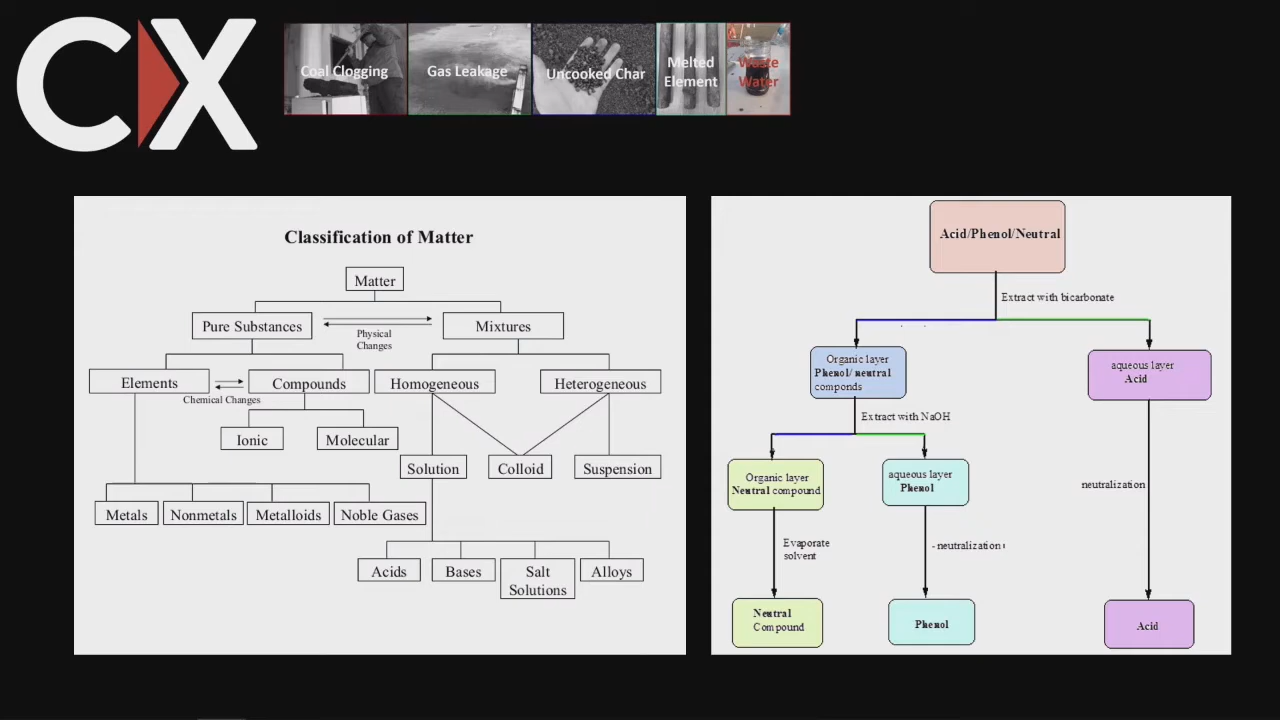 CX
Coal Clogging
Gas Leakage
Uncooked Char
Melted
Element
Waste
Water
Classification of Matter
Matter
Pure Substances
Physical
Changes
Mixtures
Elements
Chemical Changes
Compounds
Homogeneous
Heterogeneous
Ionic
Molecular
Solution
Colloid
Suspension
Metals
Nonmetals
Metalloids
Noble Gases
Acids
Bases
Salt
Solutions
Alloys
Acid/Phenol/Neutral
Extract with bicarbonate
Organic layer
Phenol/ neutral
componds
aqueous layer
Acid
Extract with NaOH
Organic layer
Neutral compound
aqueous layer
Phenol
neutralization
Evaporate
solvent
- neutralization
Neutral
Compound
Phenol
Acid